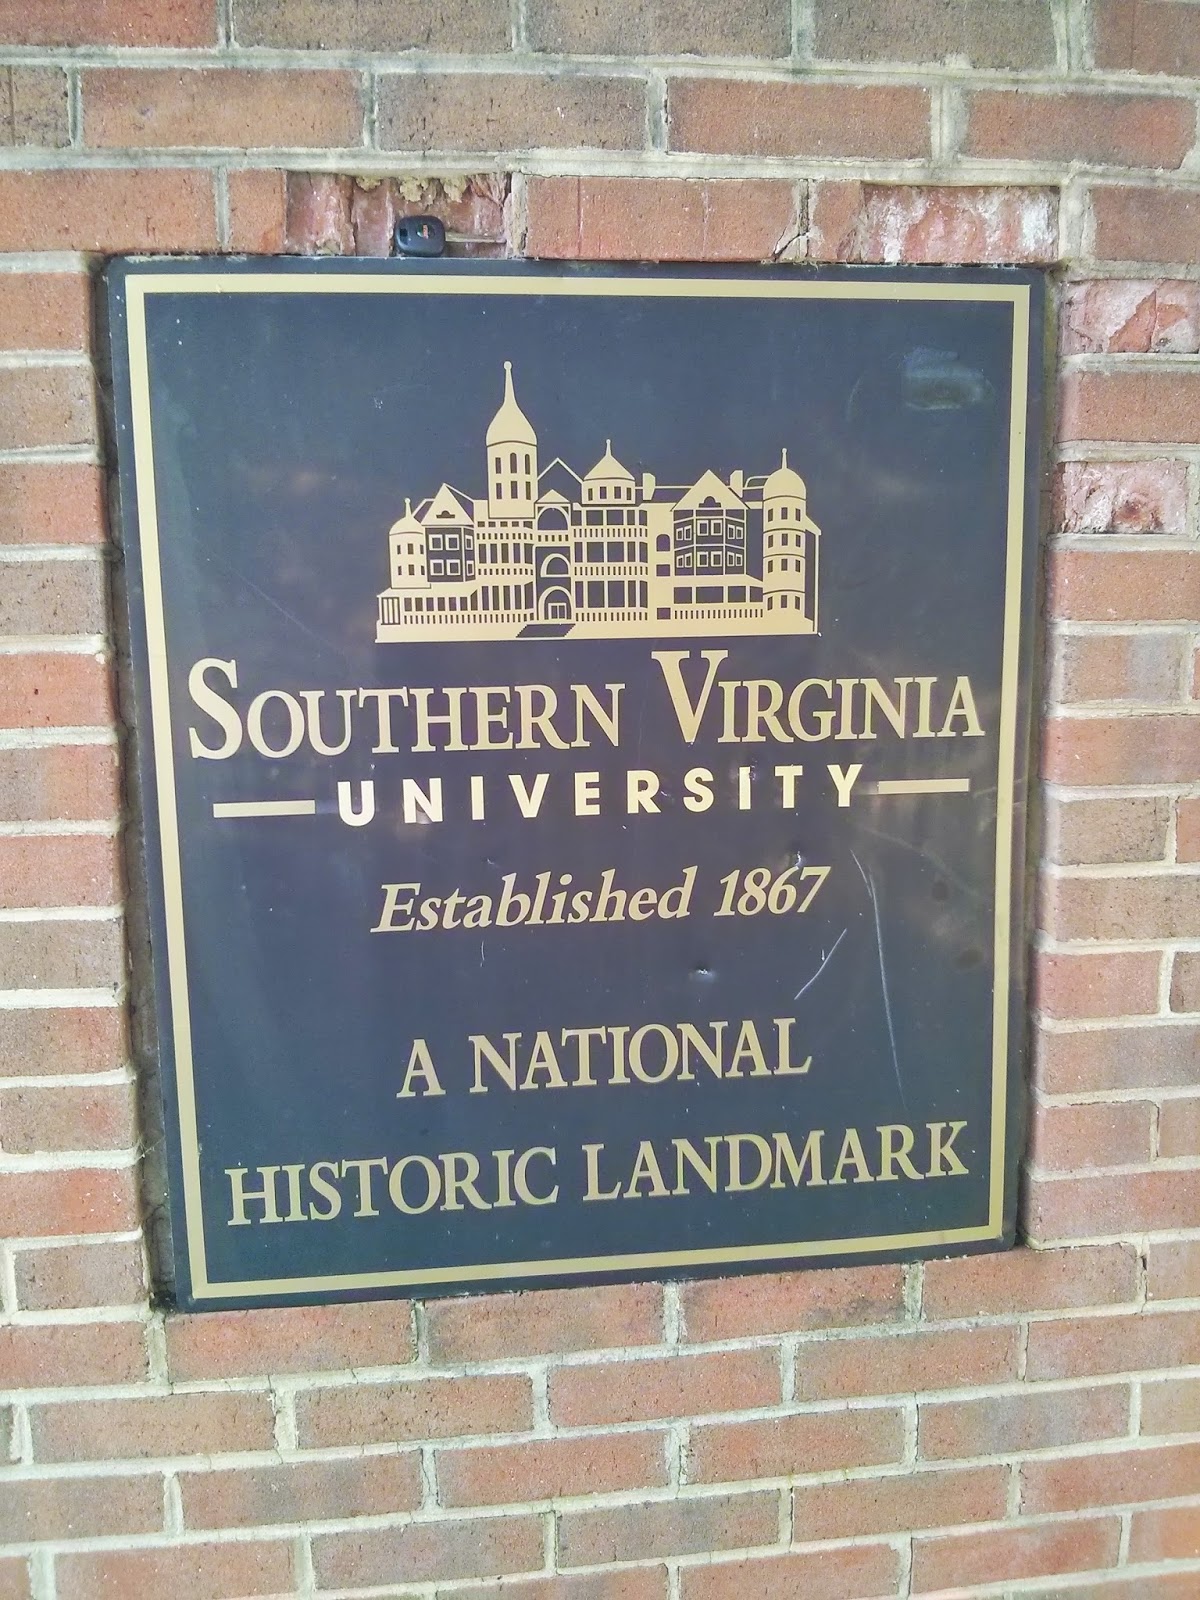 SOUTHERN VIRGINIA
UNIVERSITY
Established 1867
A NATIONAL
HISTORIC LANDMARK